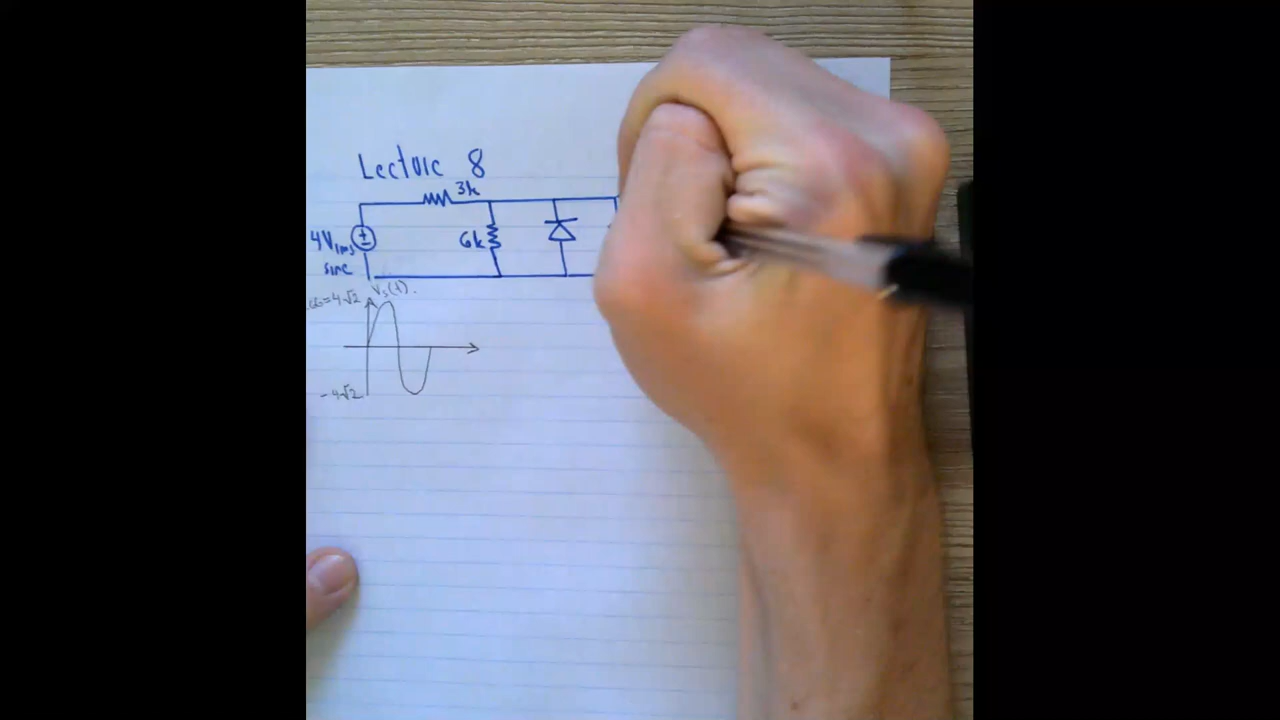 Lecture 8
3k
4Vrms
6k
sine
=4√2 Vs(t).
-4√2